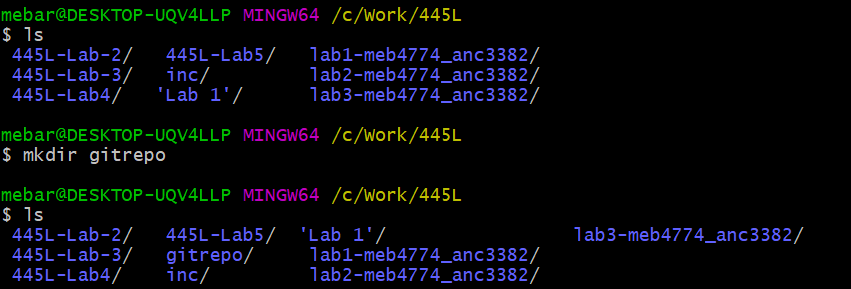 mebar@DESKTOP-UQV4LLP MINGW64 /c/Work/445L
$ ls
445L-Lab-2/ 445L-Lab5/ lab1-meb4774_anc3382/
445L-Lab-3/ inc/ lab2-meb4774_anc3382/
445L-Lab4/ 'Lab 1'/ lab3-meb4774_anc3382/
mebar@DESKTOP-UQV4LLP MINGW64 /c/Work/445L
$ mkdir gitrepo
mebar@DESKTOP-UQV4LLP MINGW64 /c/Work/445L
$ ls
445L-Lab-2/ 445L-Lab5/ 'Lab 1'/ lab3-meb4774_anc3382/
445L-Lab-3/ gitrepo/ lab1-meb4774_anc3382/
445L-Lab4/ inc/ lab2-meb4774_anc3382/